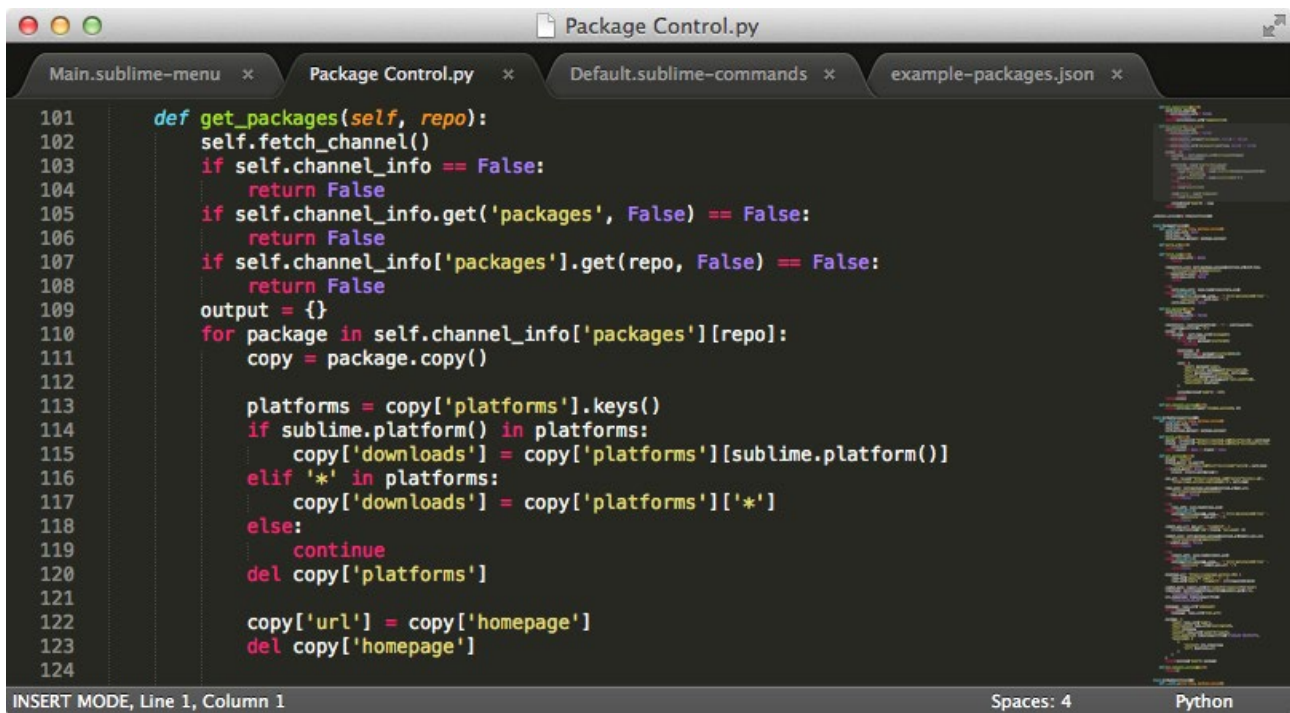 Package Control.py
Main.sublime-menu × Package Control.py × Default.sublime-commands × example-packages.json ×
101 def get_packages(self, repo):
102 self.fetch_channel()
103 if self.channel_info == False:
104 return False
105 if self.channel_info.get('packages', False) == False:
106 return False
107 if self.channel_info['packages'].get(repo, False) == False:
108 return False
109 output = {}
110 for package in self.channel_info['packages'][repo]:
111 copy = package.copy()
112
113 platforms = copy['platforms'].keys()
114 if sublime.platform() in platforms:
115 copy['downloads'] = copy['platforms'][sublime.platform()]
116 elif '*' in platforms:
117 copy['downloads'] = copy['platforms']['*']
118 else:
119 continue
120 del copy['platforms']
121
122 copy['url'] = copy['homepage']
123 del copy['homepage']
124
INSERT MODE, Line 1, Column 1 Spaces: 4 Python